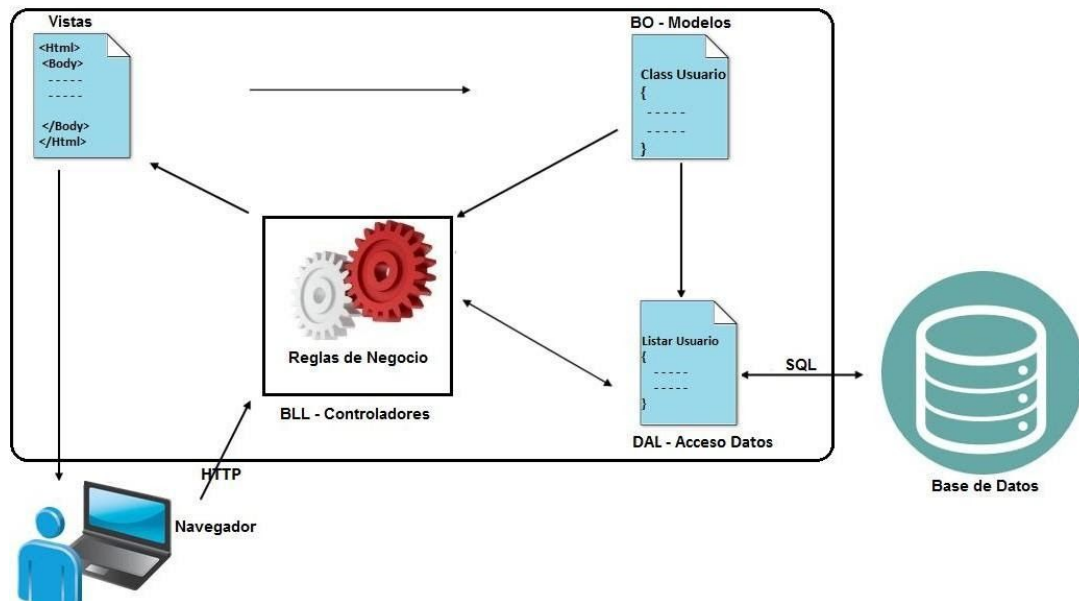 Vistas
<Html>
<Body>
- - - - -
- - - - -
</Body>
</Html>
BO - Modelos
Class Usuario
{
- - - - -
- - - - -
}
Reglas de Negocio
BLL - Controladores
Listar Usuario
{
- - - - -
- - - - -
}
DAL - Acceso Datos
SQL
Base de Datos
HTTP
Navegador